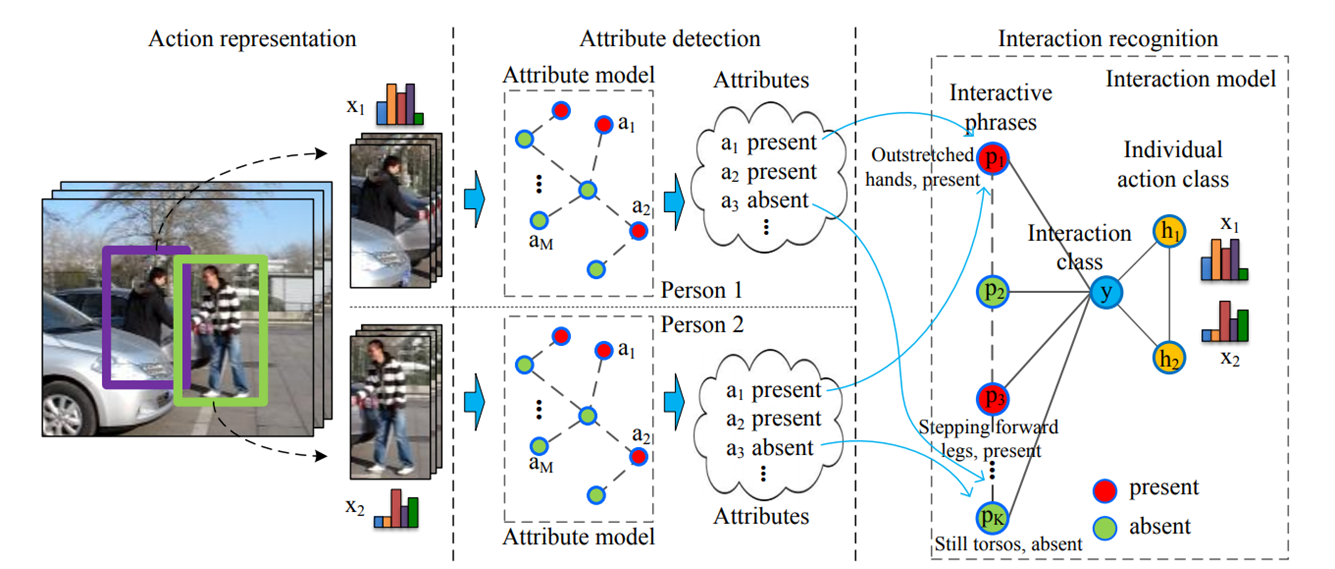 Action representation
Attribute detection
Interaction recognition
x1
x2
Attribute model
a1
a2
aM
Attributes
a1 present
a2 present
a3 absent
Person 1
Person 2
a1
a2
aM
Attribute model
a1 present
a2 present
a3 absent
Attributes
Interaction model
Interactive
phrases
p1
Outstretched
hands, present
p2
p3
Stepping forward
legs, present
pK
Still torsos, absent
Interaction
class
y
Individual
action class
h1
h2
x1
x2
present
absent